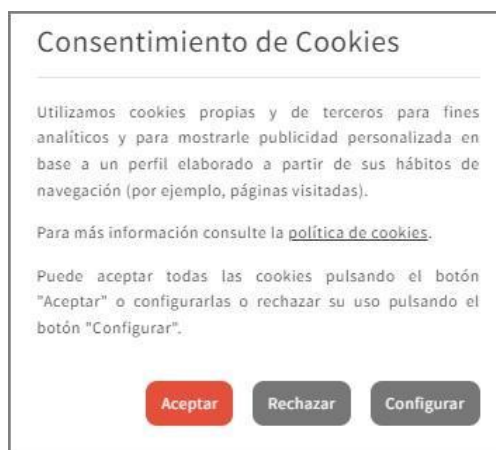 Consentimiento de Cookies
Utilizamos cookies propias y de terceros para fines
analíticos y para mostrarle publicidad personalizada en
base a un perfil elaborado a partir de sus hábitos de
navegación (por ejemplo, páginas visitadas).
Para más información consulte la política de cookies.
Puede aceptar todas las cookies pulsando el botón
"Aceptar" o configurarlas o rechazar su uso pulsando el
botón "Configurar".
Aceptar Rechazar Configurar